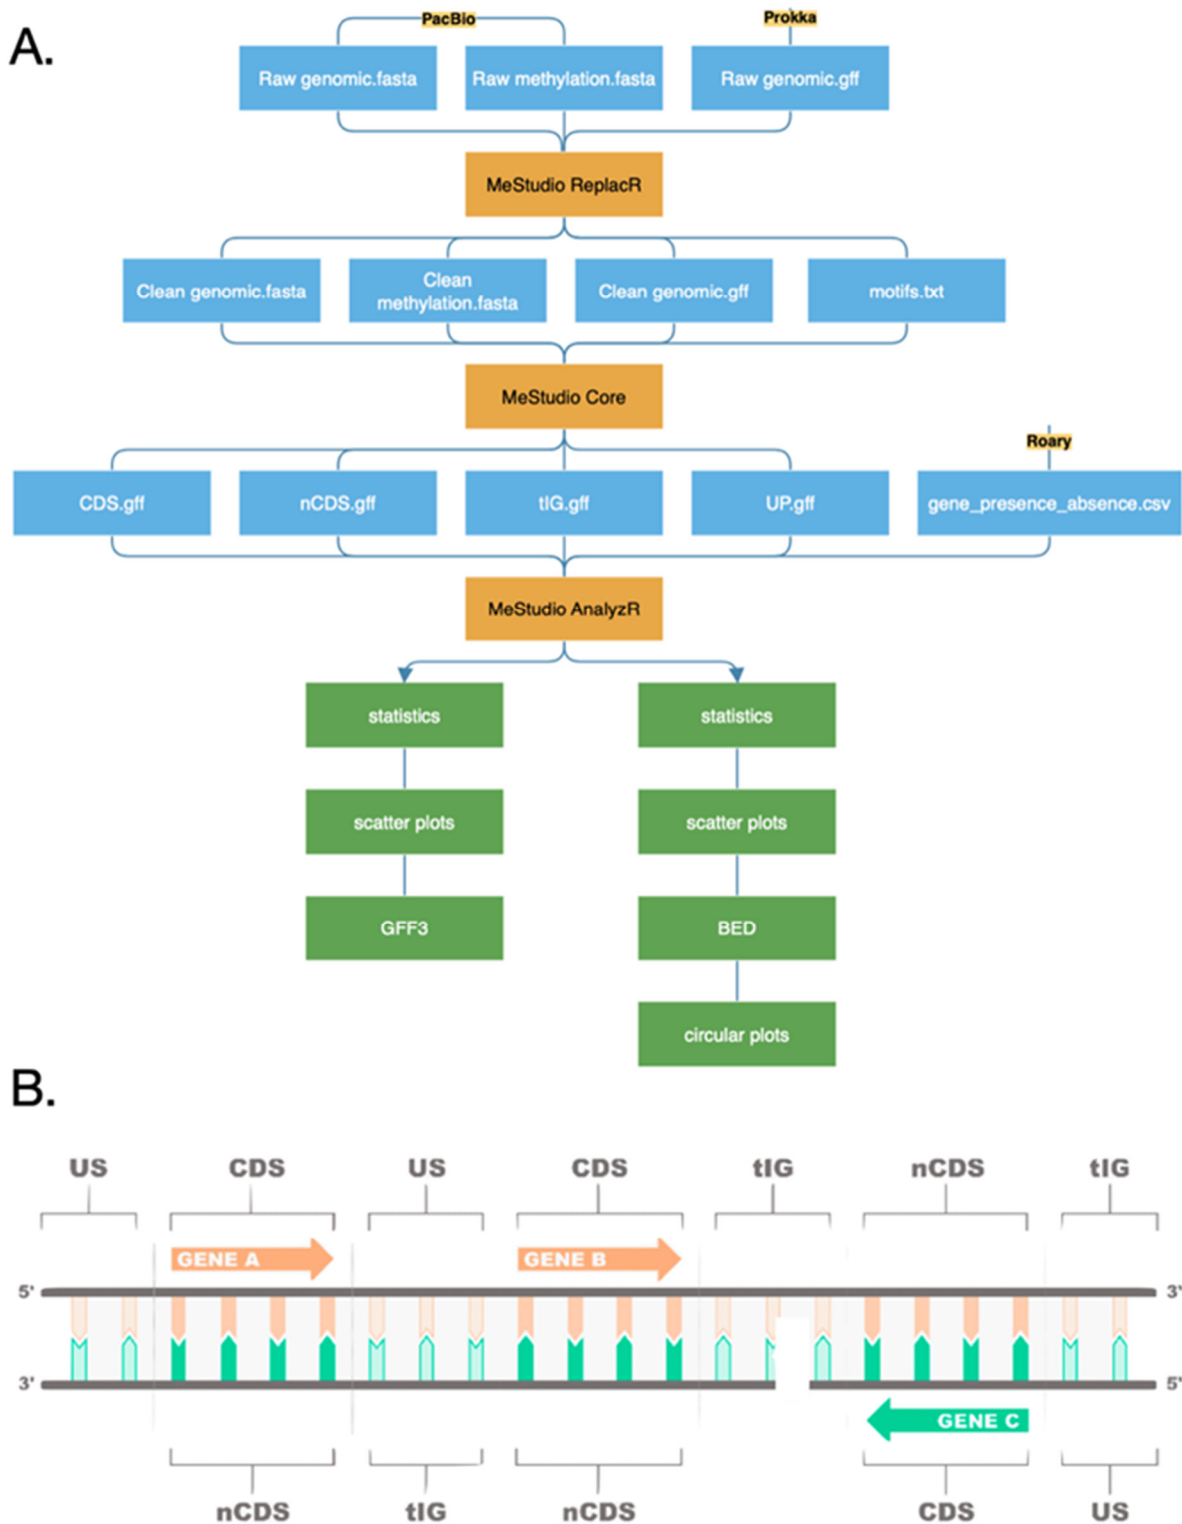 A.
PacBio
Prokka
Raw genomic.fasta
Raw methylation.fasta
Raw genomic.gff
MeStudio ReplacR
Clean genomic.fasta
Clean
methylation.fasta
Clean genomic.gff
motifs.txt
MeStudio Core
Roary
CDS.gff
nCDS.gff
tIG.gff
UP.gff
gene_presence_absence.csv
MeStudio AnalyzR
statistics
statistics
scatter plots
scatter plots
GFF3
BED
circular plots
B.
US
CDS
US
CDS
tIG
nCDS
tIG
GENE A
GENE B
5'
3'
3'
5'
GENE C
nCDS
tIG
nCDS
CDS
US